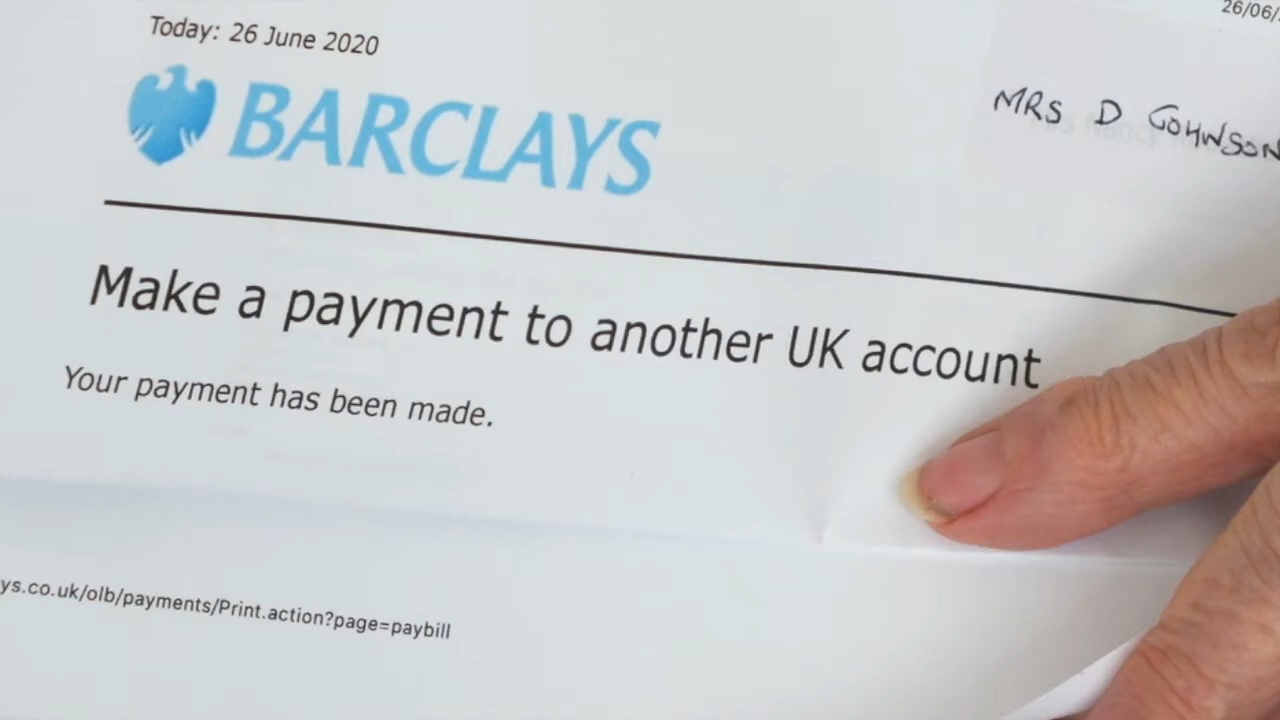 26/06/
Today: 26 June 2020
BARCLAYS
MRS D JOHNSON
Make a payment to another UK account
Your payment has been made.
ys.co.uk/olb/payments/Print.action?page=paybill